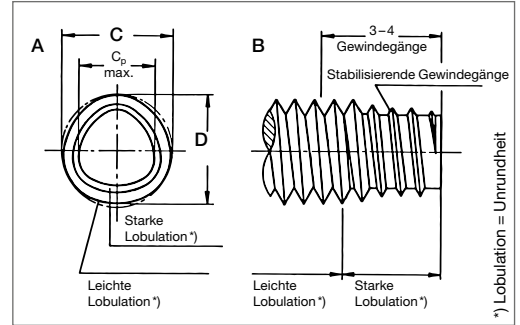 A
C
Cp
max.
D
Starke
Lobulation*)
Leichte
Lobulation*)
B
3–4
Gewindegänge
Stabilisierende Gewindegänge
Leichte
Lobulation*)
Starke
Lobulation*)
*) Lobulation = Unrundheit